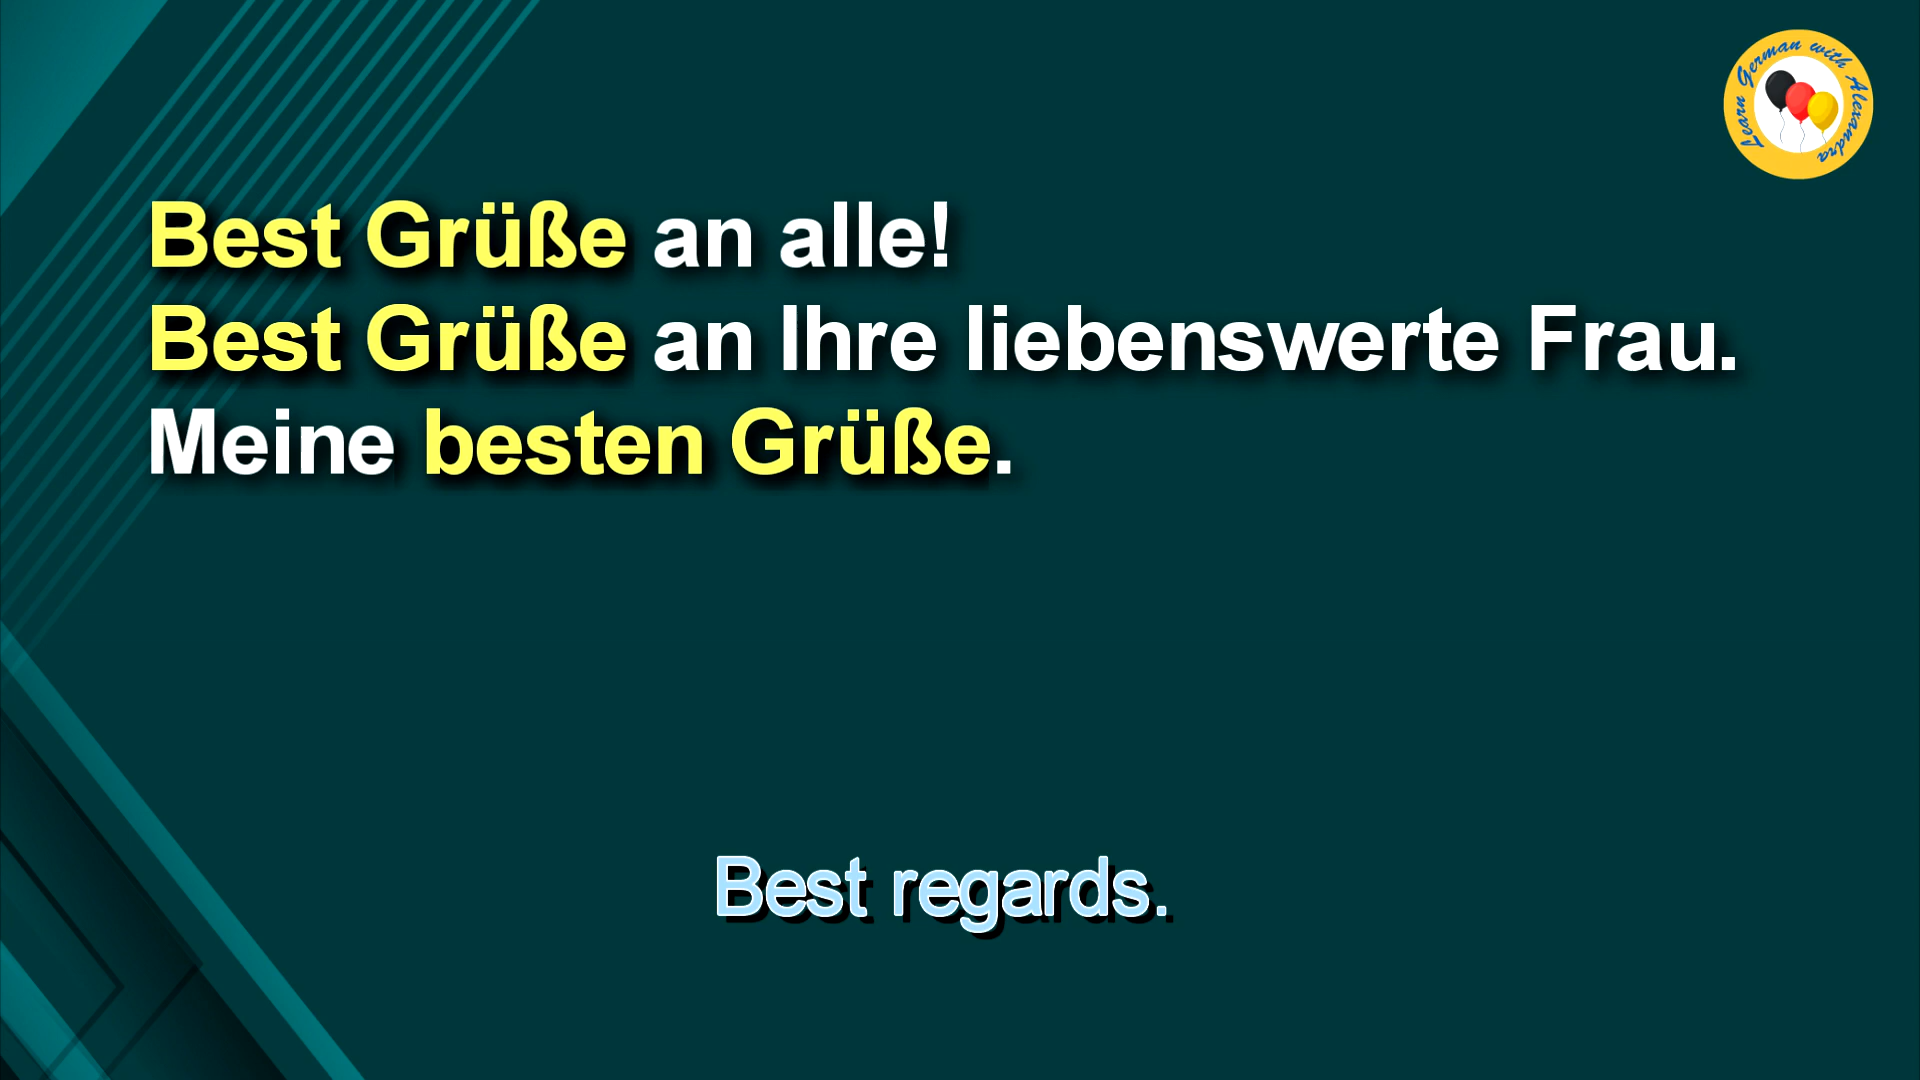 Learn German with Alexandra
Best Grüße an alle!
Best Grüße an Ihre liebenswerte Frau.
Meine besten Grüße.
Best regards.